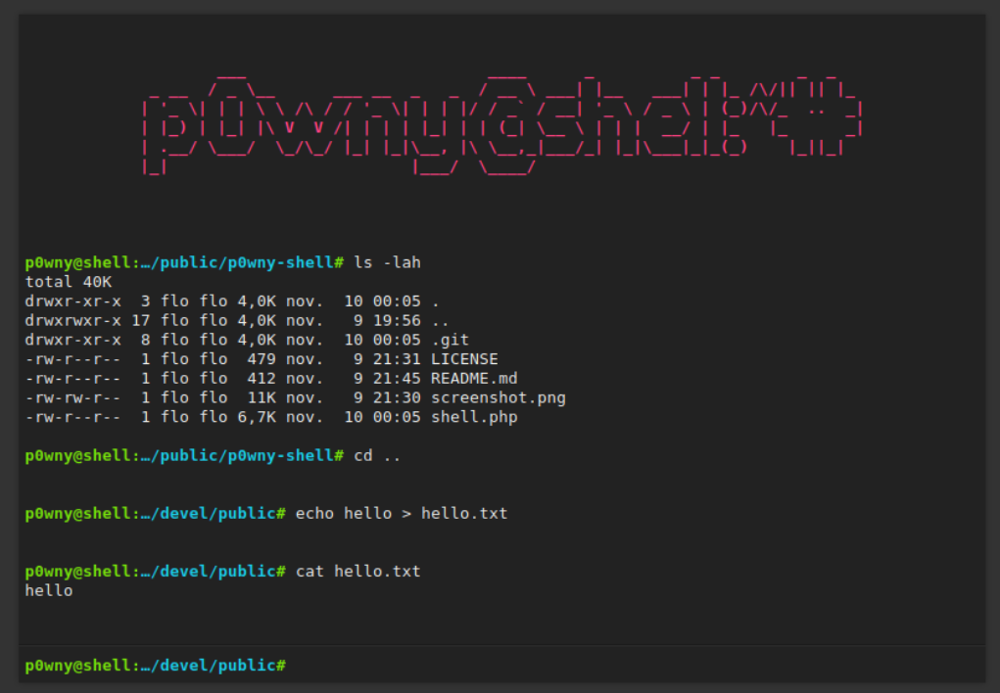 p0wny@shell:~#
p0wny@shell:…/public/p0wny-shell# ls -lah
total 40K
drwxr-xr-x  3 flo flo 4,0K nov.  10 00:05 .
drwxrwxr-x 17 flo flo 4,0K nov.   9 19:56 ..
drwxr-xr-x  8 flo flo 4,0K nov.  10 00:05 .git
-rw-r--r--  1 flo flo  479 nov.   9 21:31 LICENSE
-rw-r--r--  1 flo flo  412 nov.   9 21:45 README.md
-rw-rw-r--  1 flo flo  11K nov.   9 21:30 screenshot.png
-rw-r--r--  1 flo flo 6,7K nov.  10 00:05 shell.php
p0wny@shell:…/public/p0wny-shell# cd ..
p0wny@shell:…/devel/public# echo hello > hello.txt
p0wny@shell:…/devel/public# cat hello.txt
hello
p0wny@shell:…/devel/public#